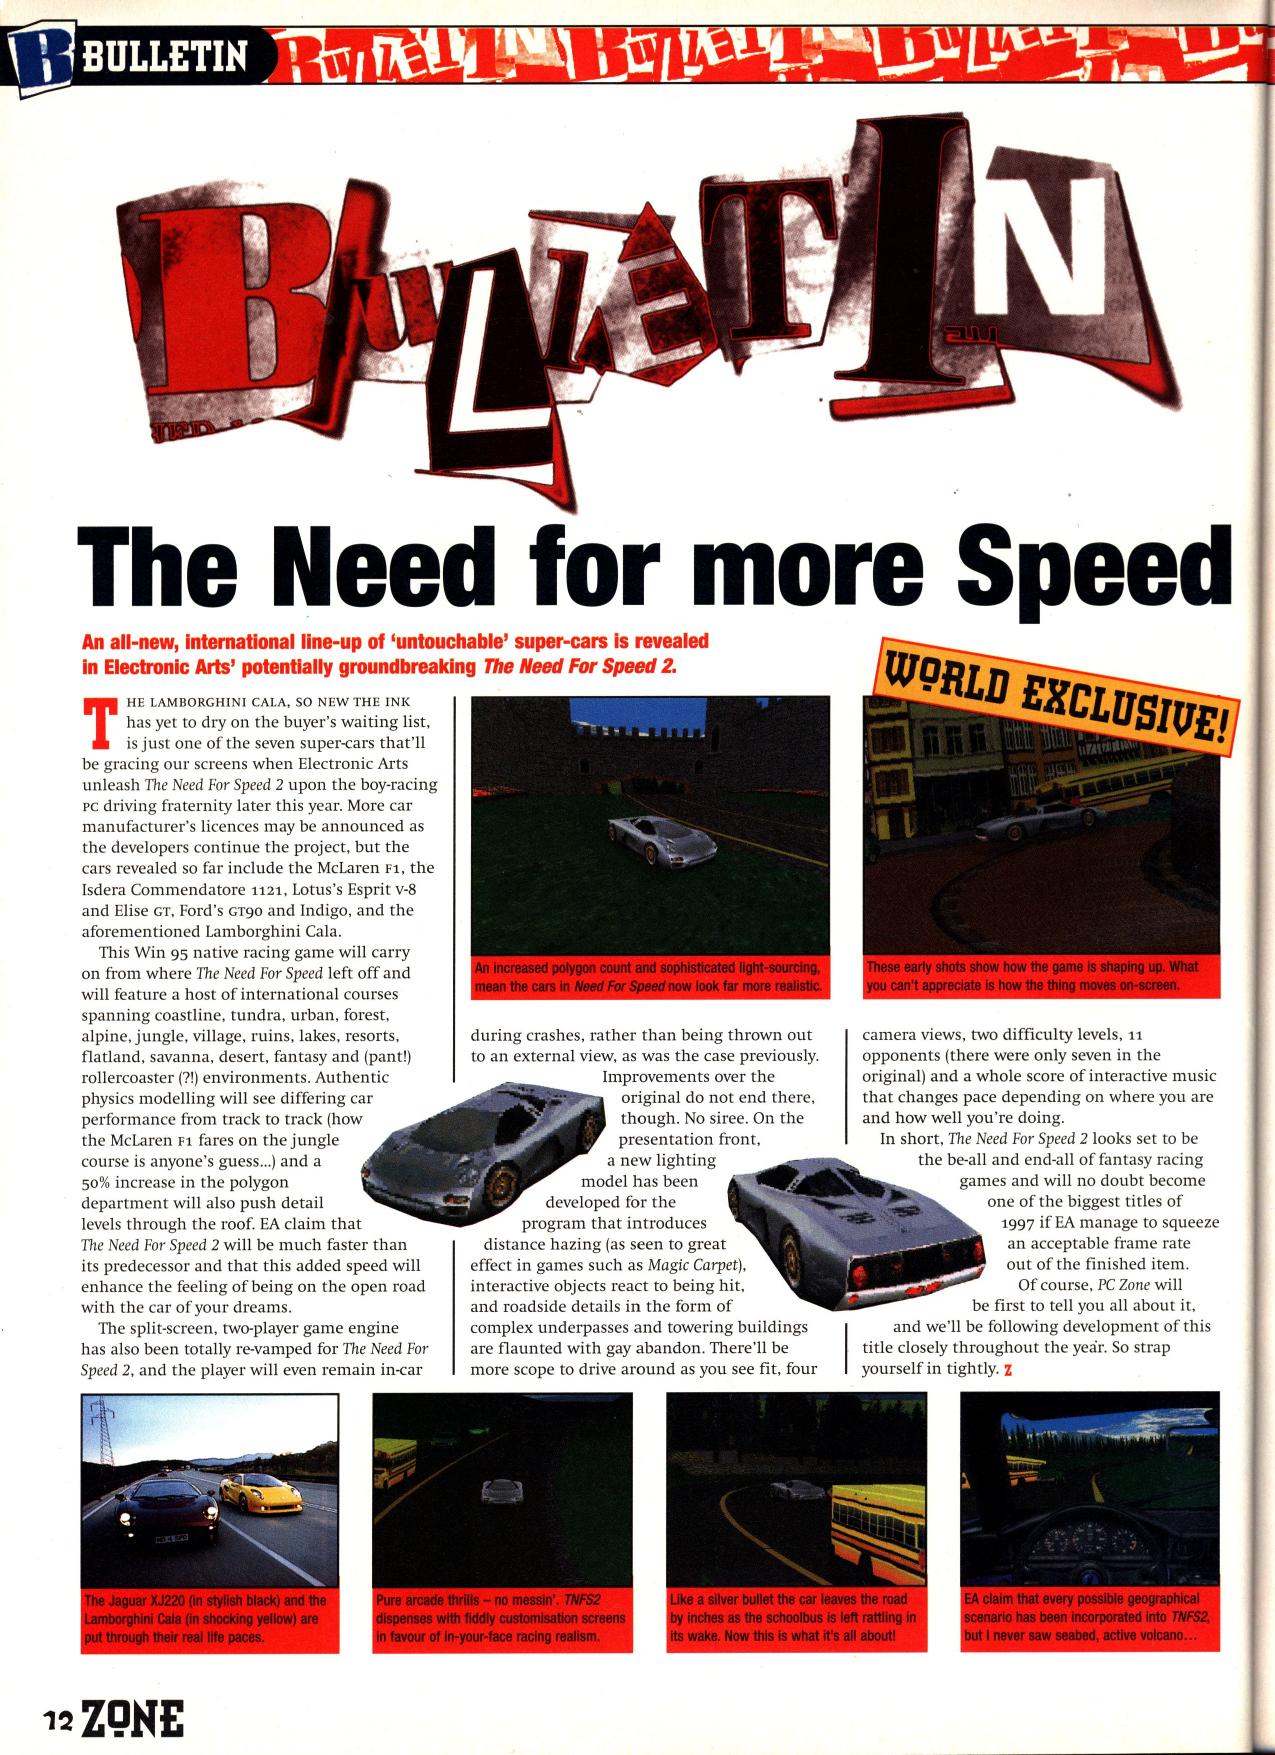 BULLETIN
BULLETIN
The Need for more Speed
An all-new, international line-up of ‘untouchable’ super-cars is revealed
in Electronic Arts’ potentially groundbreaking The Need For Speed 2.
WORLD EXCLUSIVE!
THE LAMBORGHINI CALA, SO NEW THE INK
has yet to dry on the buyer’s waiting list,
is just one of the seven super-cars that’ll
be gracing our screens when Electronic Arts
unleash The Need For Speed 2 upon the boy-racing
PC driving fraternity later this year. More car
manufacturer’s licences may be announced as
the developers continue the project, but the
cars revealed so far include the McLaren F1, the
Isdera Commendatore 1121, Lotus’s Esprit V-8
and Elise GT, Ford’s GT90 and Indigo, and the
aforementioned Lamborghini Cala.
This Win 95 native racing game will carry
on from where The Need For Speed left off and
will feature a host of international courses
spanning coastline, tundra, urban, forest,
alpine, jungle, village, ruins, lakes, resorts,
flatland, savanna, desert, fantasy and (pant!)
rollercoaster (?!) environments. Authentic
physics modelling will see differing car
performance from track to track (how
the McLaren F1 fares on the jungle
course is anyone’s guess...) and a
50% increase in the polygon
department will also push detail
levels through the roof. EA claim that
The Need For Speed 2 will be much faster than
its predecessor and that this added speed will
enhance the feeling of being on the open road
with the car of your dreams.
The split-screen, two-player game engine
has also been totally re-vamped for The Need For
Speed 2, and the player will even remain in-car
An increased polygon count and sophisticated light-sourcing,
mean the cars in Need For Speed now look far more realistic.
during crashes, rather than being thrown out
to an external view, as was the case previously.
Improvements over the
original do not end there,
though. No siree. On the
presentation front,
a new lighting
model has been
developed for the
program that introduces
distance hazing (as seen to great
effect in games such as Magic Carpet),
interactive objects react to being hit,
and roadside details in the form of
complex underpasses and towering buildings
are flaunted with gay abandon. There’ll be
more scope to drive around as you see fit, four
These early shots show how the game is shaping up. What
you can’t appreciate is how the thing moves on-screen.
camera views, two difficulty levels, 11
opponents (there were only seven in the
original) and a whole score of interactive music
that changes pace depending on where you are
and how well you’re doing.
In short, The Need For Speed 2 looks set to be
the be-all and end-all of fantasy racing
games and will no doubt become
one of the biggest titles of
1997 if EA manage to squeeze
an acceptable frame rate
out of the finished item.
Of course, PC Zone will
be first to tell you all about it,
and we’ll be following development of this
title closely throughout the year. So strap
yourself in tightly. Z
The Jaguar XJ220 (in stylish black) and the
Lamborghini Cala (in shocking yellow) are
put through their real life paces.
Pure arcade thrills – no messin’. TNFS2
dispenses with fiddly customisation screens
in favour of in-your-face racing realism.
Like a silver bullet the car leaves the road
by inches as the schoolbus is left rattling in
its wake. Now this is what it’s all about!
EA claim that every possible geographical
scenario has been incorporated into TNFS2,
but I never saw seabed, active volcano...
12 ZONE